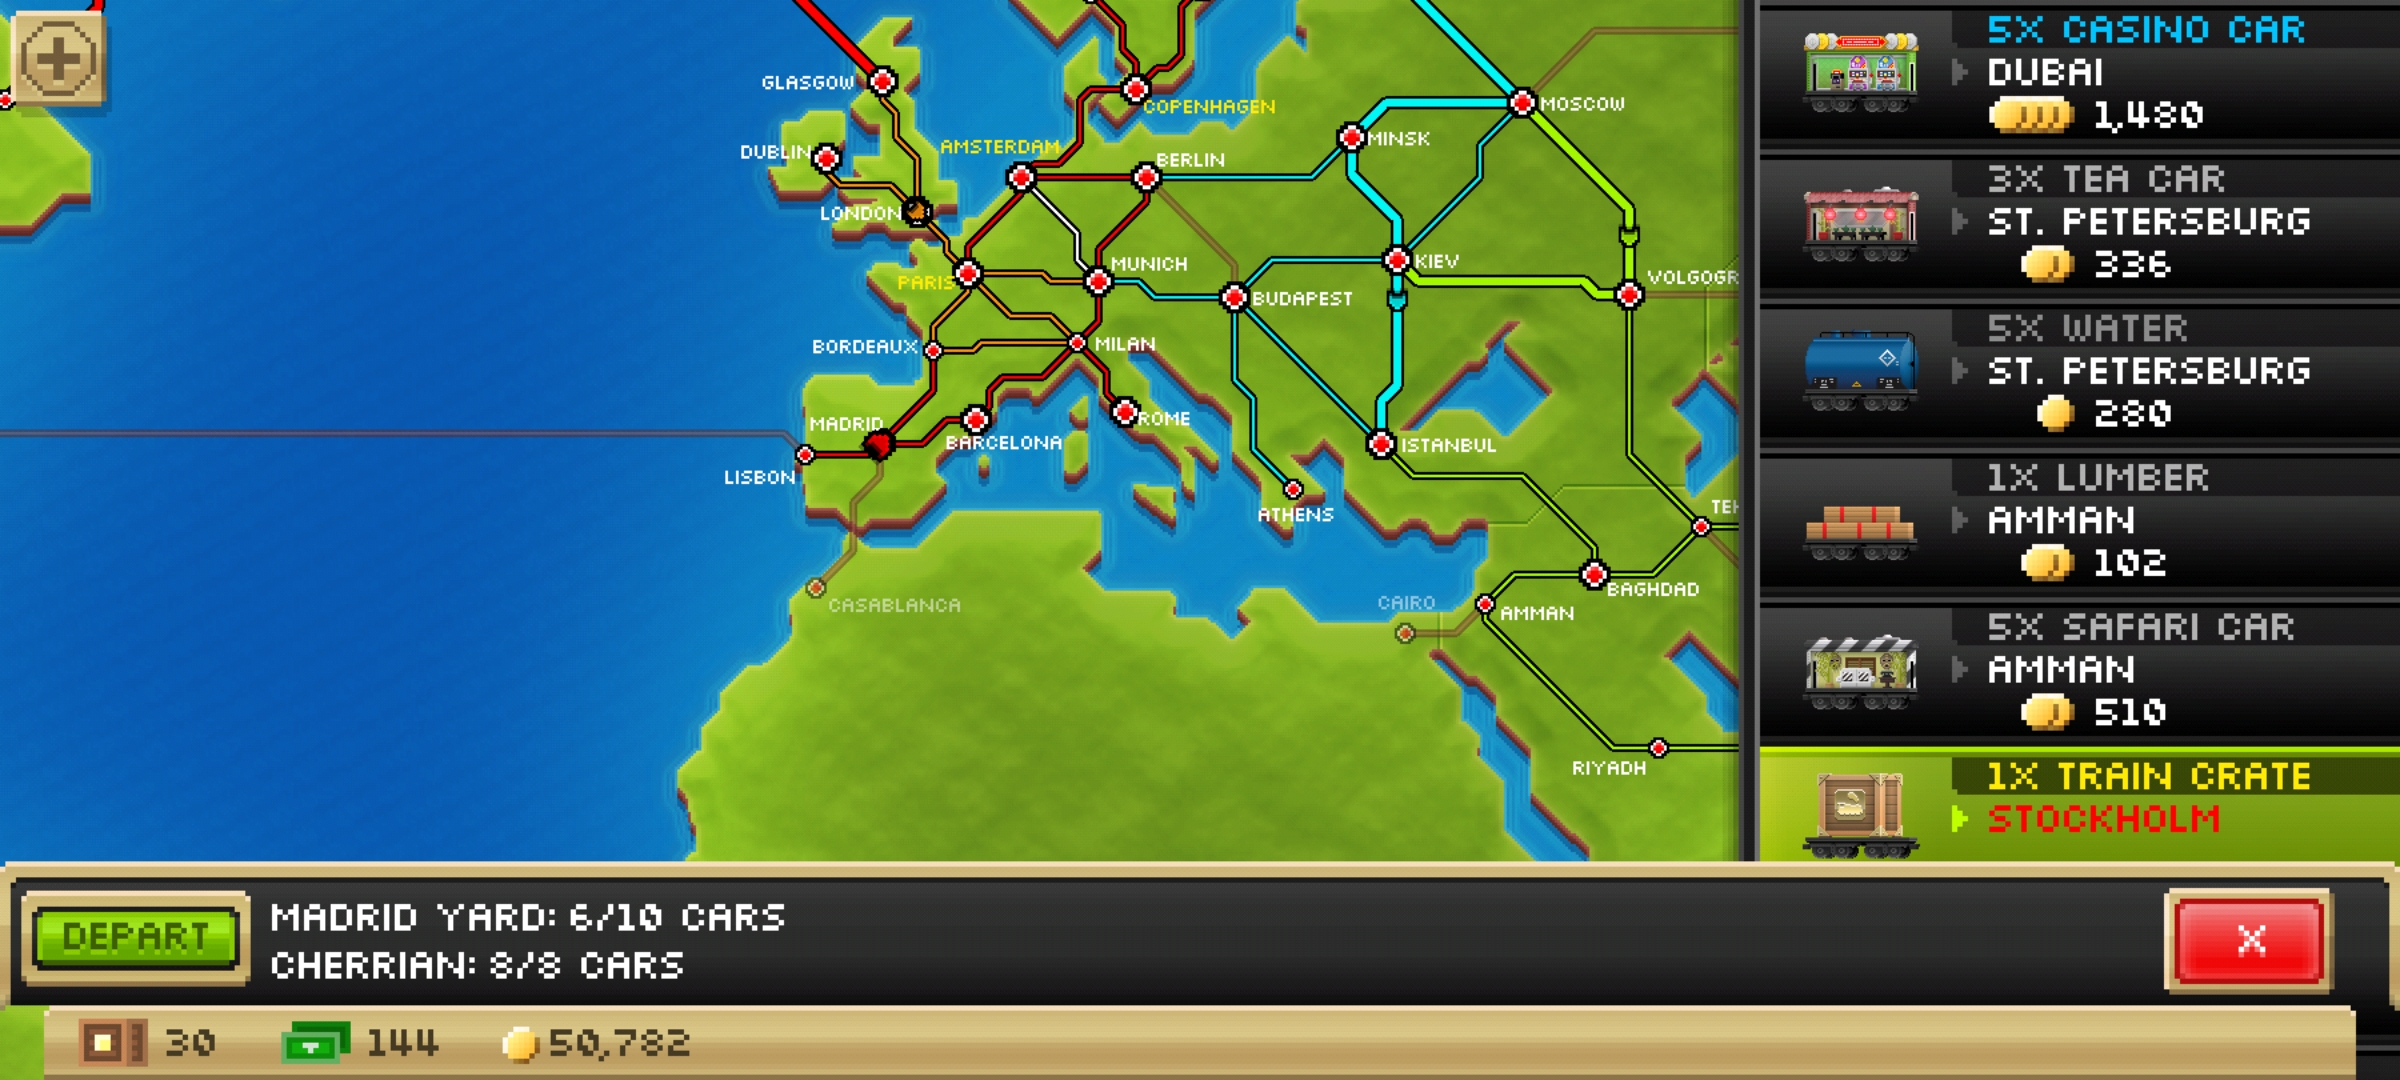 GLASGOW
COPENHAGEN
MOSCOW
MINSK
DUBLIN
AMSTERDAM
BERLIN
LONDON
KIEV
MUNICH
PARIS
VOLGOGR
BUDAPEST
BORDEAUX
MILAN
MADRID
ROME
BARCELONA
ISTANBUL
LISBON
ATHENS
TEH
BAGHDAD
CASABLANCA
CAIRO
AMMAN
RIYADH
5X CASINO CAR
DUBAI
1,480
3X TEA CAR
ST. PETERSBURG
336
5X WATER
ST. PETERSBURG
280
1X LUMBER
AMMAN
102
5X SAFARI CAR
AMMAN
510
1X TRAIN CRATE
STOCKHOLM
DEPART
MADRID YARD: 6/10 CARS
CHERRIAN: 8/8 CARS
X
30
144
50,782